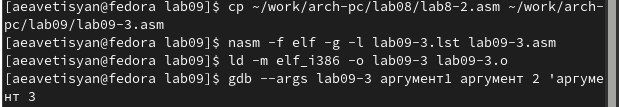 [aeavetisyan@fedora lab09]$ cp ~/work/arch-pc/lab08/lab8-2.asm ~/work/arch-
pc/lab09/lab09-3.asm
[aeavetisyan@fedora lab09]$ nasm -f elf -g -l lab09-3.lst lab09-3.asm
[aeavetisyan@fedora lab09]$ ld -m elf_i386 -o lab09-3 lab09-3.o
[aeavetisyan@fedora lab09]$ gdb --args lab09-3 аргумент1 аргумент 2 'аргуме
нт 3